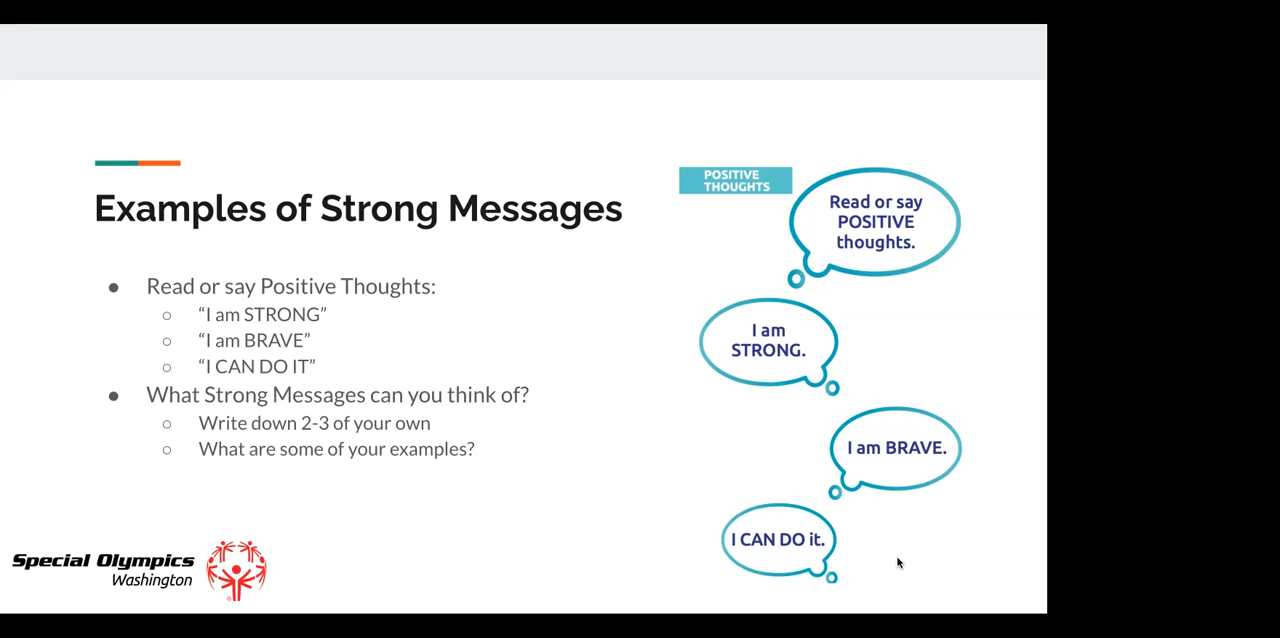 Examples of Strong Messages
● Read or say Positive Thoughts:
○ “I am STRONG”
○ “I am BRAVE”
○ “I CAN DO IT”
● What Strong Messages can you think of?
○ Write down 2-3 of your own
○ What are some of your examples?
POSITIVE
THOUGHTS
Read or say
POSITIVE
thoughts.
I am
STRONG.
I am BRAVE.
I CAN DO it.
Special Olympics
Washington